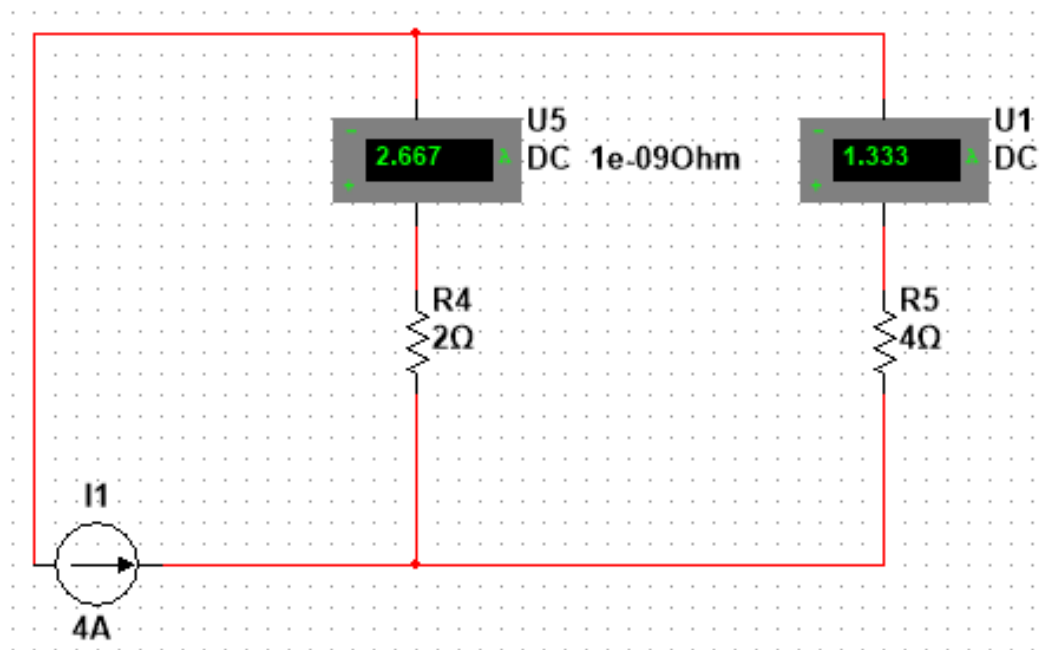 U5
2.667 A DC 1e-09Ohm
U1
1.333 A DC
R4
2Ω
R5
4Ω
I1
4A